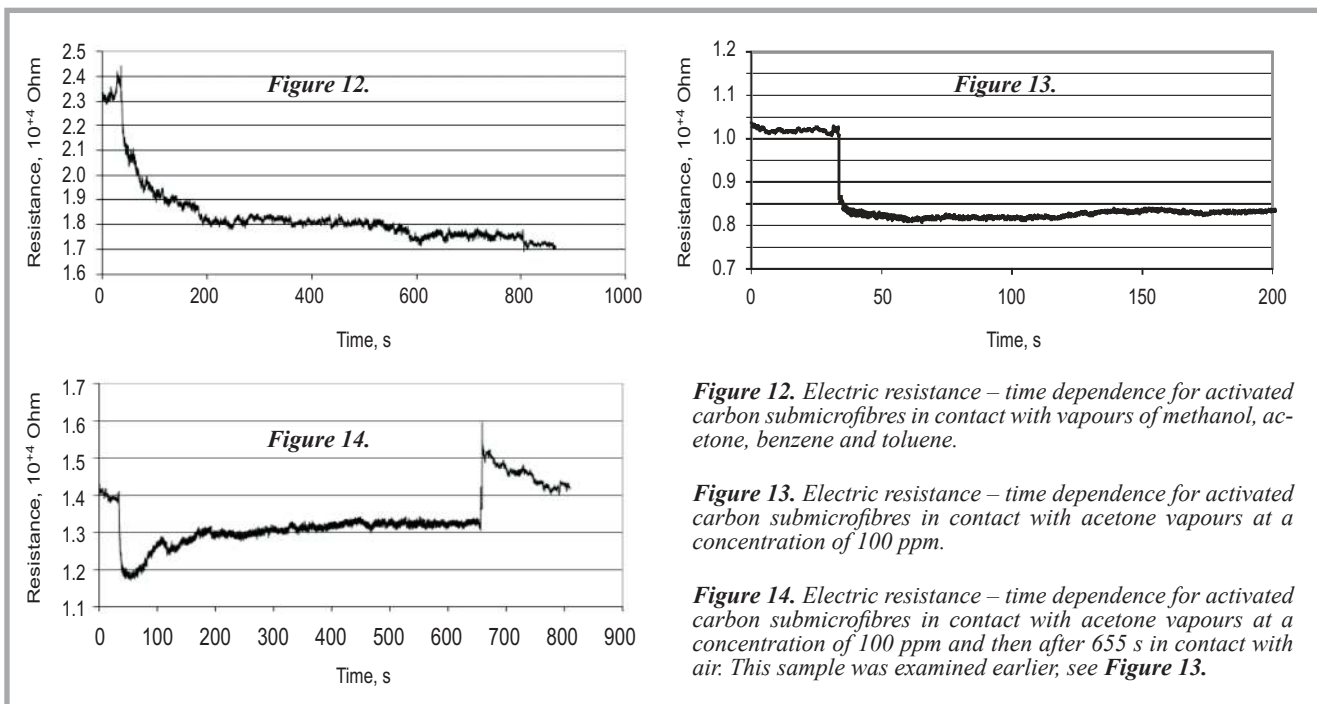 Figure 12.
Resistance, 10+4 Ohm
2.5
2.4
2.3
2.2
2.1
2.0
1.9
1.8
1.7
1.6
0 200 400 600 800 1000
Time, s
Figure 13.
Resistance, 10+4 Ohm
1.2
1.1
1.0
0.9
0.8
0.7
0 50 100 150 200
Time, s
Figure 14.
Resistance, 10+4 Ohm
1.7
1.6
1.5
1.4
1.3
1.2
1.1
0 100 200 300 400 500 600 700 800 900
Time, s
Figure 12. Electric resistance – time dependence for activated
carbon submicrofibres in contact with vapours of methanol, ac-
etone, benzene and toluene.
Figure 13. Electric resistance – time dependence for activated
carbon submicrofibres in contact with acetone vapours at a
concentration of 100 ppm.
Figure 14. Electric resistance – time dependence for activated
carbon submicrofibres in contact with acetone vapours at a
concentration of 100 ppm and then after 655 s in contact with
air. This sample was examined earlier, see Figure 13.